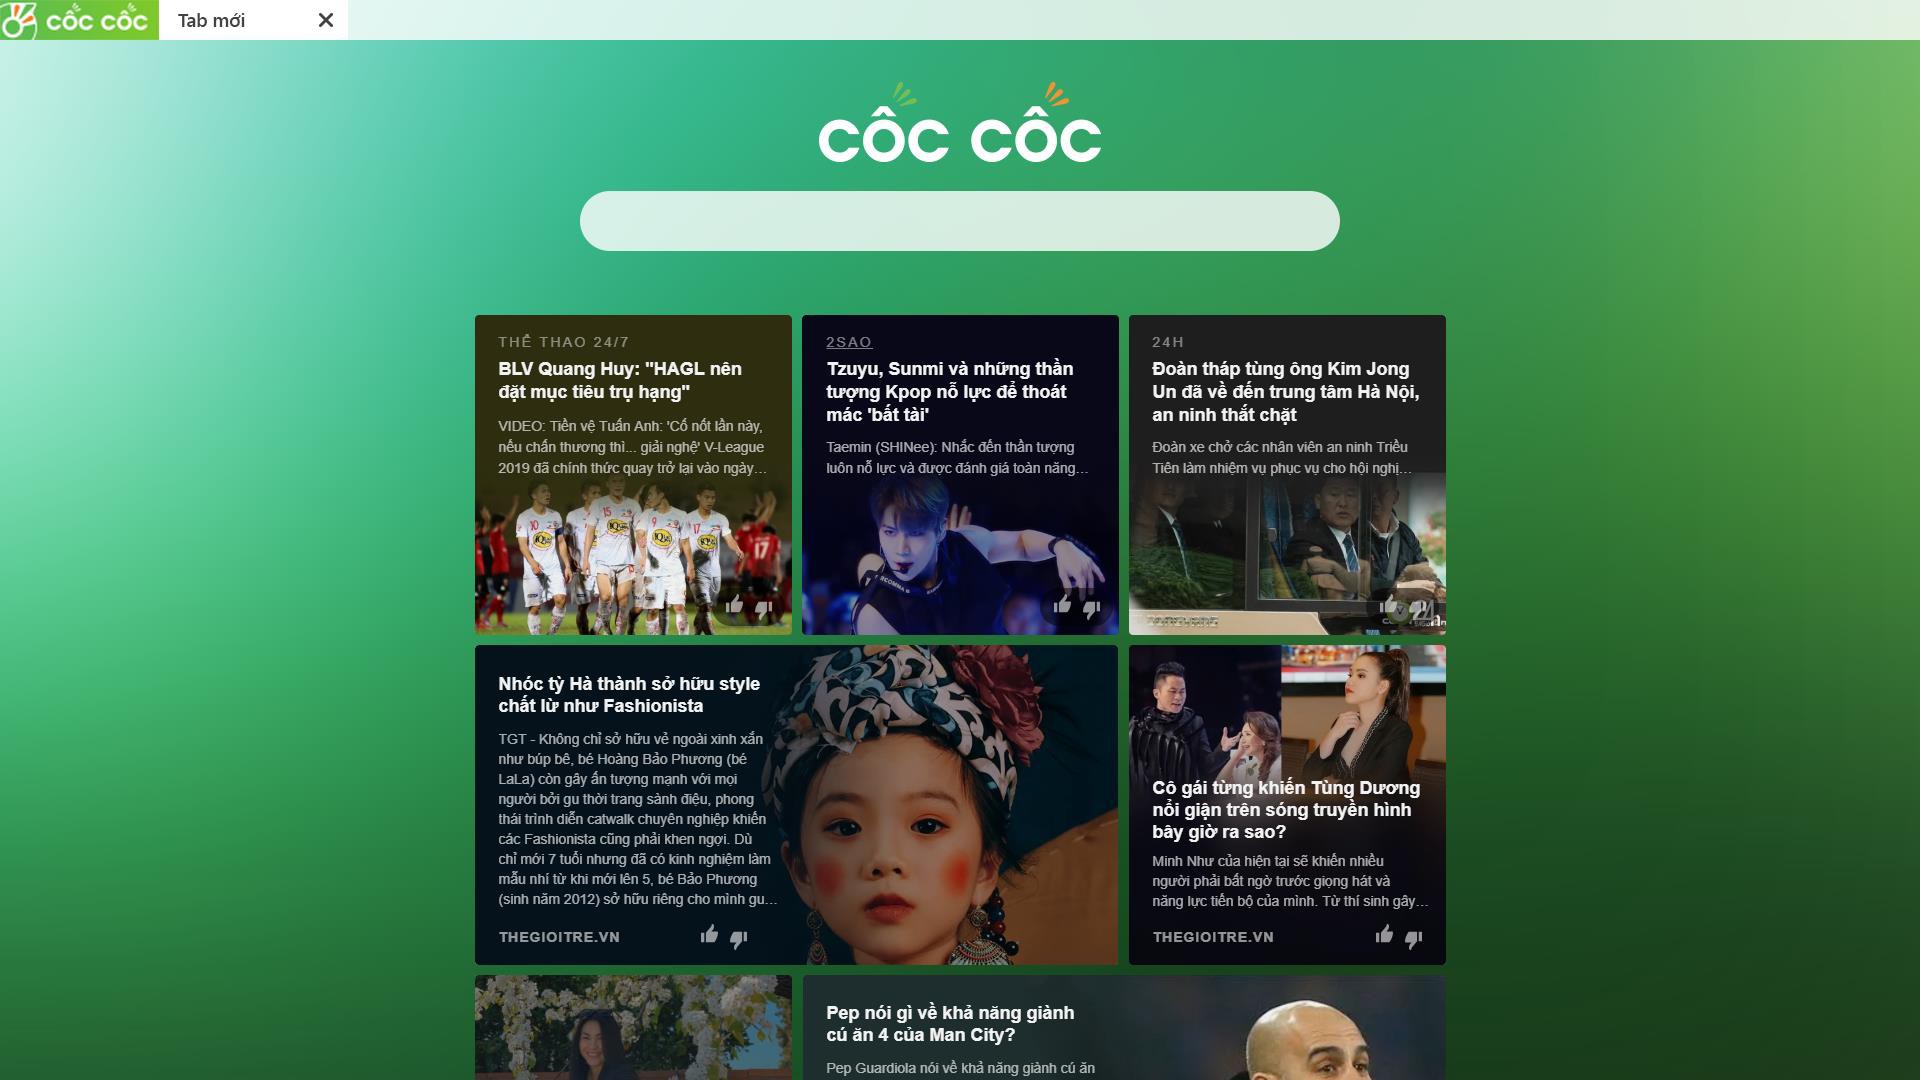 CỐC CỐC
Tab mới
CỐC CỐC
THỂ THAO 24/7
BLV Quang Huy: "HAGL nên
đặt mục tiêu trụ hạng"
VIDEO: Tiền vệ Tuấn Anh: 'Cố nốt lần này,
nếu chấn thương thì... giải nghệ' V-League
2019 đã chính thức quay trở lại vào ngày...
2SAO
Tzuyu, Sunmi và những thần
tượng Kpop nỗ lực để thoát
mác 'bất tài'
Taemin (SHINee): Nhắc đến thần tượng
luôn nỗ lực và được đánh giá toàn năng...
24H
Đoàn tháp tùng ông Kim Jong
Un đã về đến trung tâm Hà Nội,
an ninh thắt chặt
Đoàn xe chở các nhân viên an ninh Triều
Tiên làm nhiệm vụ phục vụ cho hội nghị...
10
15
9
17
17
Nhóc tỳ Hà thành sở hữu style
chất lừ như Fashionista
TGT - Không chỉ sở hữu vẻ ngoài xinh xắn
như búp bê, bé Hoàng Bảo Phương (bé
LaLa) còn gây ấn tượng mạnh với mọi
người bởi gu thời trang sành điệu, phong
thái trình diễn catwalk chuyên nghiệp khiến
các Fashionista cũng phải khen ngợi. Dù
chỉ mới 7 tuổi nhưng đã có kinh nghiệm làm
mẫu nhí từ khi mới lên 5, bé Bảo Phương
(sinh năm 2012) sở hữu riêng cho mình gu...
THEGIOITRE.VN
Cô gái từng khiến Tùng Dương
nổi giận trên sóng truyền hình
bây giờ ra sao?
Minh Như của hiện tại sẽ khiến nhiều
người phải bất ngờ trước giọng hát và
năng lực tiến bộ của mình. Từ thí sinh gây...
THEGIOITRE.VN
Pep nói gì về khả năng giành
cú ăn 4 của Man City?
Pep Guardiola nói về khả năng giành cú ăn